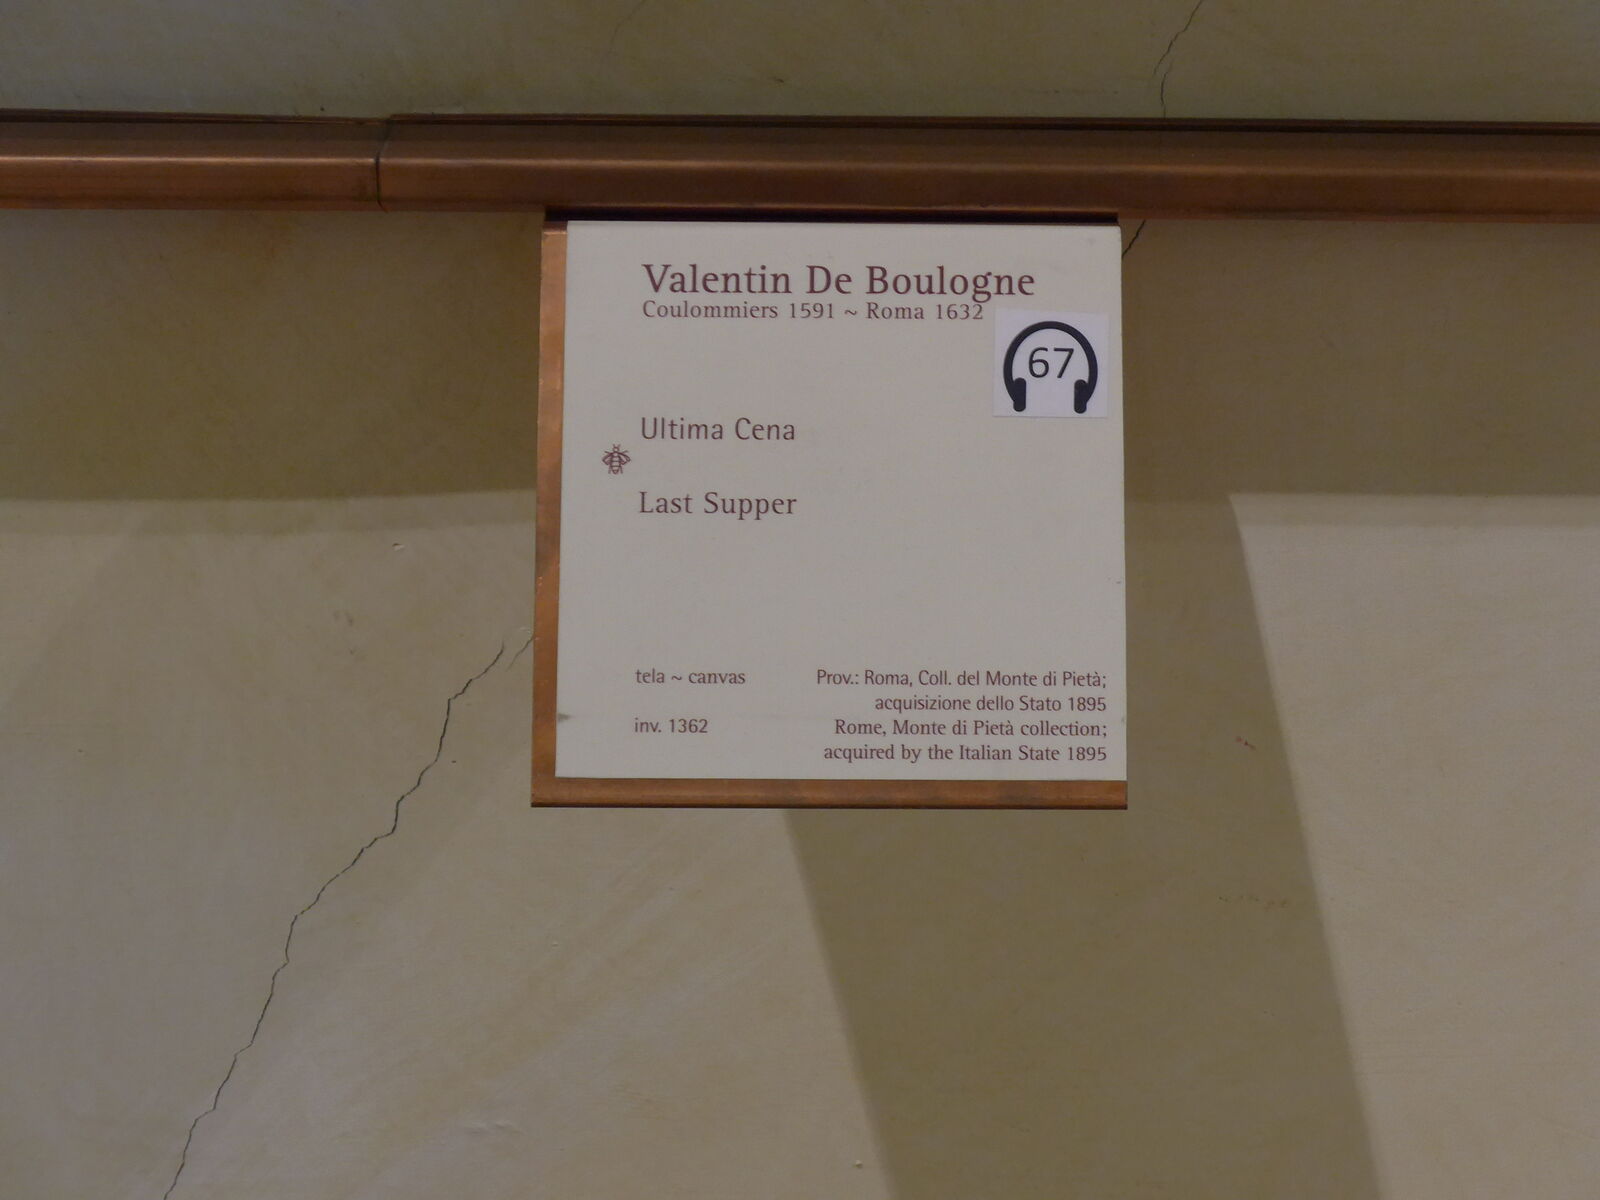 Valentin De Boulogne
Coulommiers 1591 ~ Roma 1632
67
Ultima Cena
Last Supper
tela ~ canvas
inv. 1362
Prov.: Roma, Coll. del Monte di Pietà;
acquisizione dello Stato 1895
Rome, Monte di Pietà collection;
acquired by the Italian State 1895